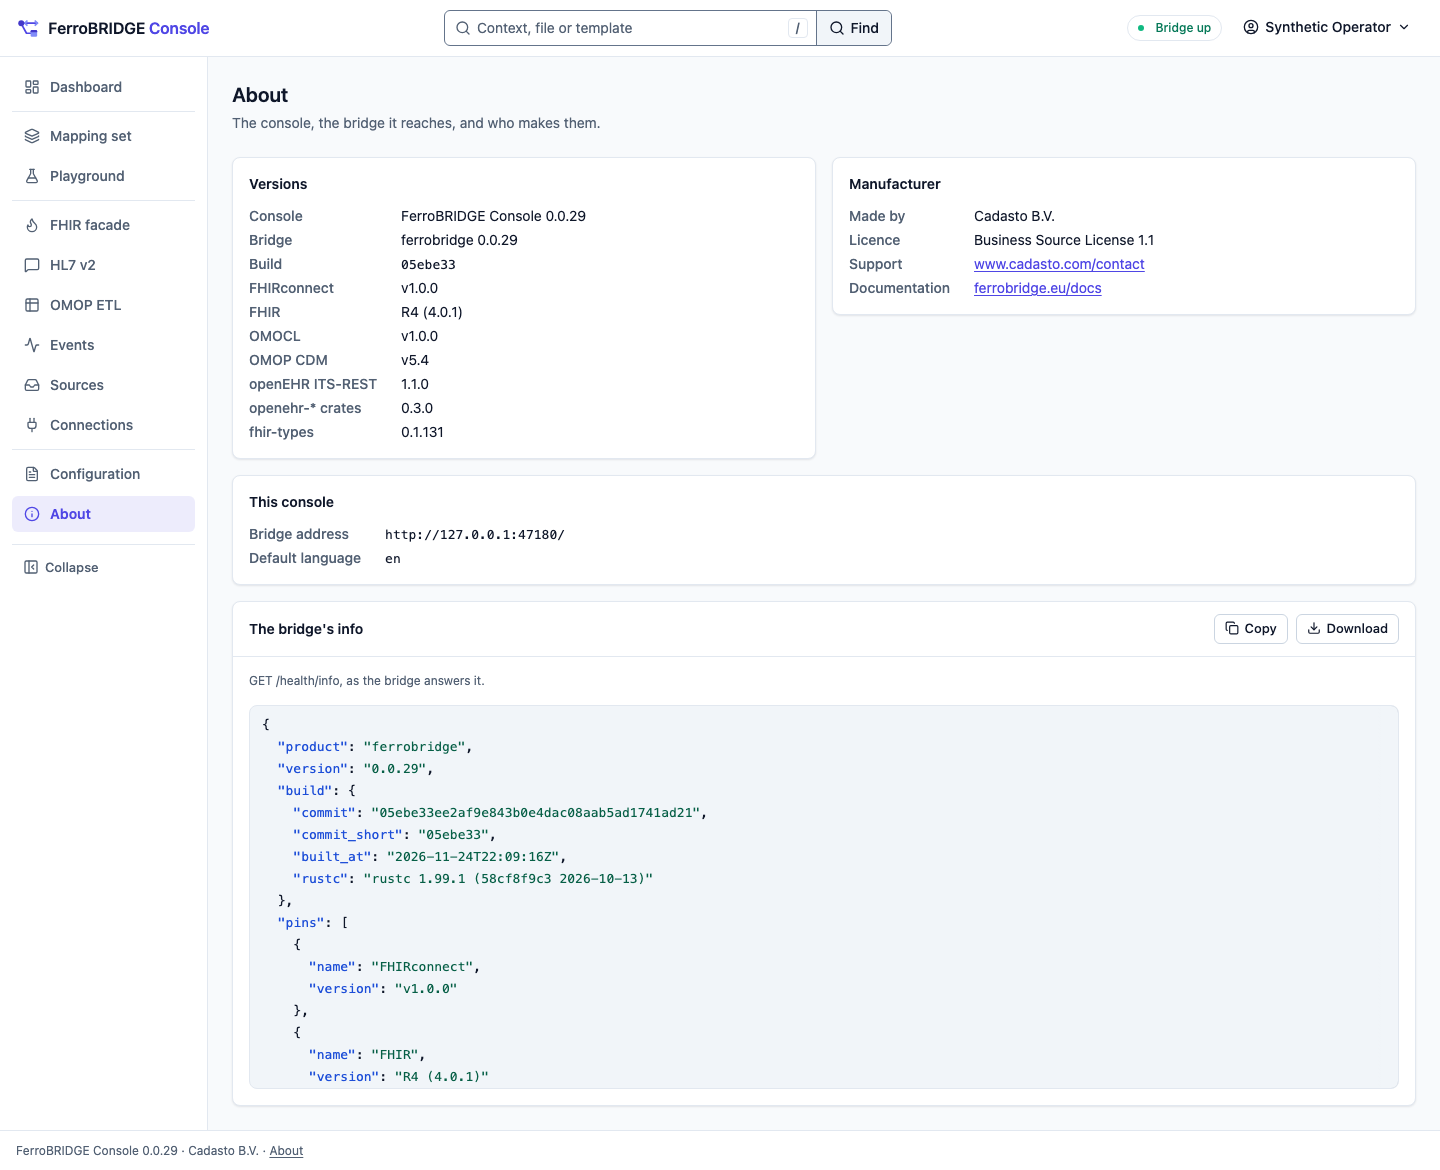 FerroBRIDGE Console
Context, file or template
/
Find
Bridge up
Synthetic Operator
Dashboard
Mapping set
Playground
FHIR facade
HL7 v2
OMOP ETL
Events
Sources
Connections
Configuration
About
Collapse
About
The console, the bridge it reaches, and who makes them.
Versions
Console FerroBRIDGE Console 0.0.29
Bridge ferrobridge 0.0.29
Build 05ebe33
FHIRconnect v1.0.0
FHIR R4 (4.0.1)
OMOCL v1.0.0
OMOP CDM v5.4
openEHR ITS-REST 1.1.0
openehr-* crates 0.3.0
fhir-types 0.1.131
Manufacturer
Made by Cadasto B.V.
Licence Business Source License 1.1
Support www.cadasto.com/contact
Documentation ferrobridge.eu/docs
This console
Bridge address http://127.0.0.1:47180/
Default language en
The bridge's info
Copy
Download
GET /health/info, as the bridge answers it.
{
"product": "ferrobridge",
"version": "0.0.29",
"build": {
"commit": "05ebe33ee2af9e843b0e4dac08aab5ad1741ad21",
"commit_short": "05ebe33",
"built_at": "2026-11-24T22:09:16Z",
"rustc": "rustc 1.99.1 (58cf8f9c3 2026-10-13)"
},
"pins": [
{
"name": "FHIRconnect",
"version": "v1.0.0"
},
{
"name": "FHIR",
"version": "R4 (4.0.1)"
FerroBRIDGE Console 0.0.29 · Cadasto B.V. · About